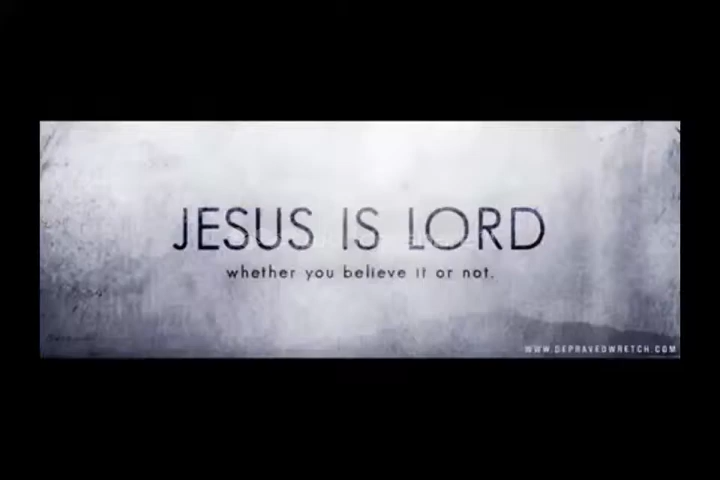 JESUS IS LORD
whether you believe it or not.
WWW.DEPRAVEDWRETCH.COM